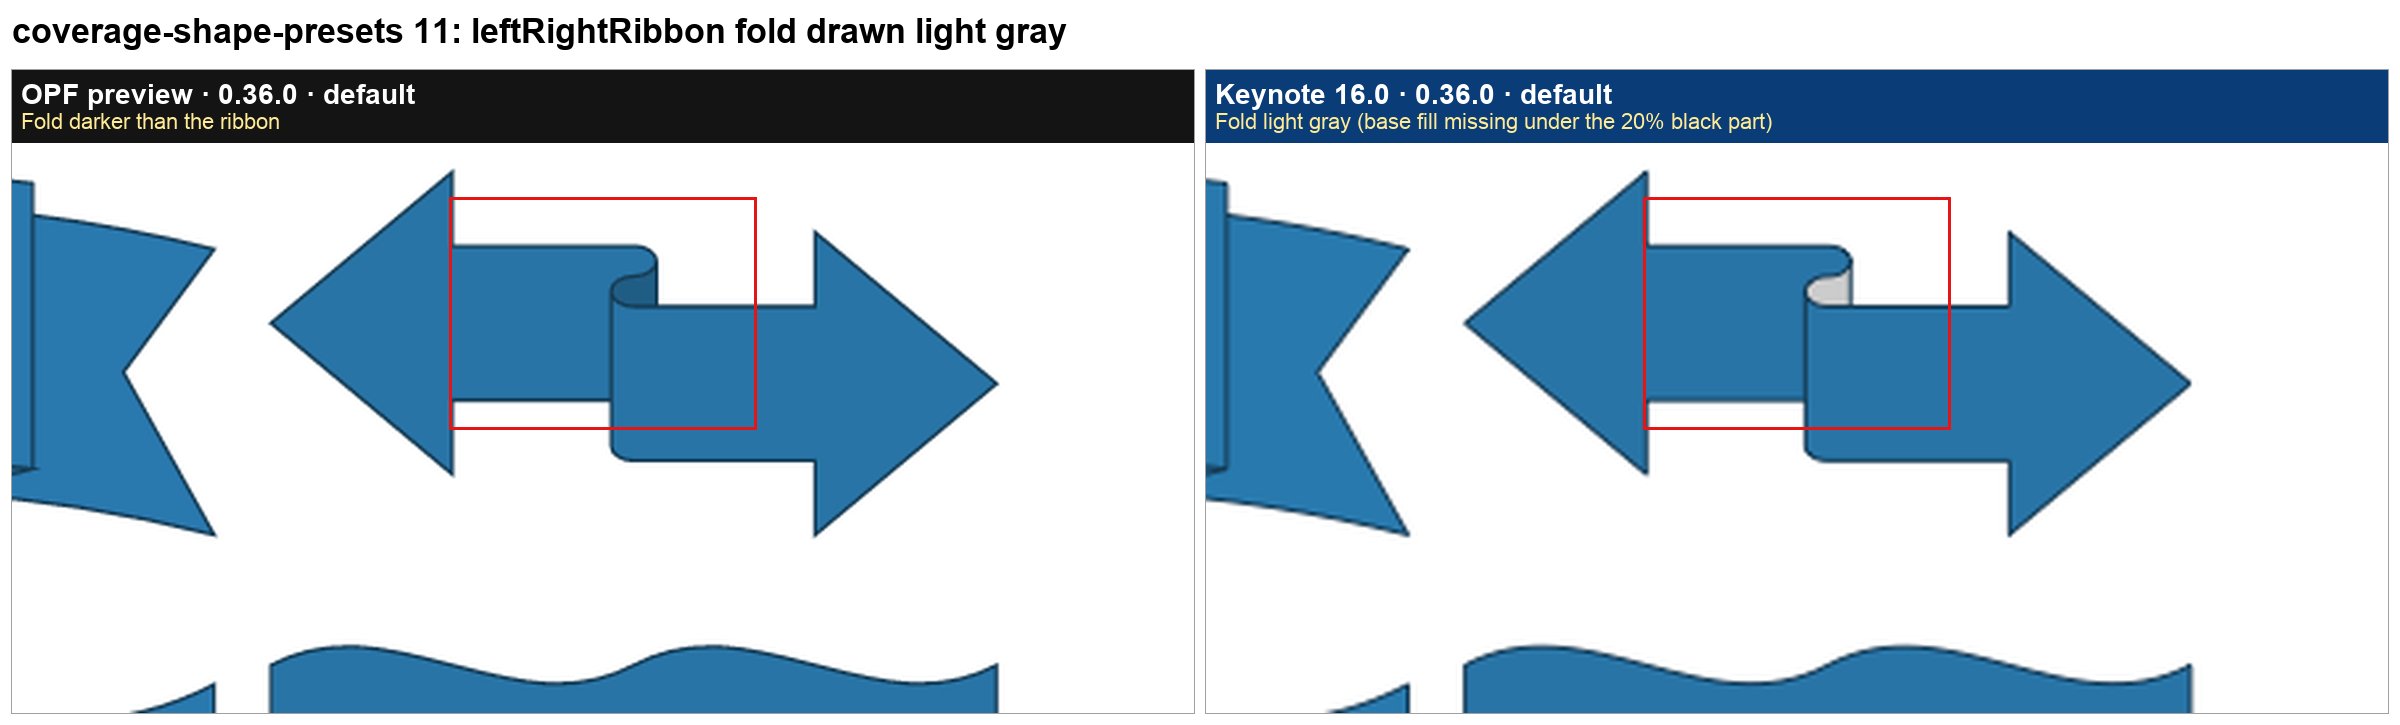 coverage-shape-presets 11: leftRightRibbon fold drawn light gray
OPF preview · 0.36.0 · default
Fold darker than the ribbon
Keynote 16.0 · 0.36.0 · default
Fold light gray (base fill missing under the 20% black part)